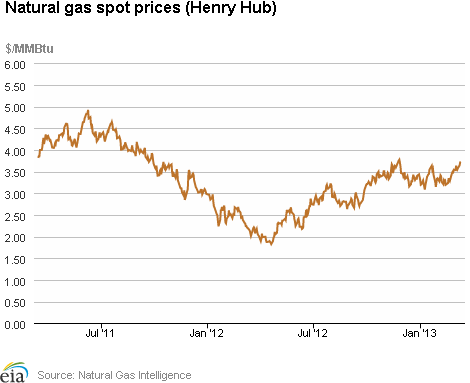 Natural gas spot prices (Henry Hub)
$/MMBtu
6.00
5.50
5.00
4.50
4.00
3.50
3.00
2.50
2.00
1.50
1.00
0.50
0.00
Jul '11
Jan '12
Jul '12
Jan '13
eia
Source: Natural Gas Intelligence